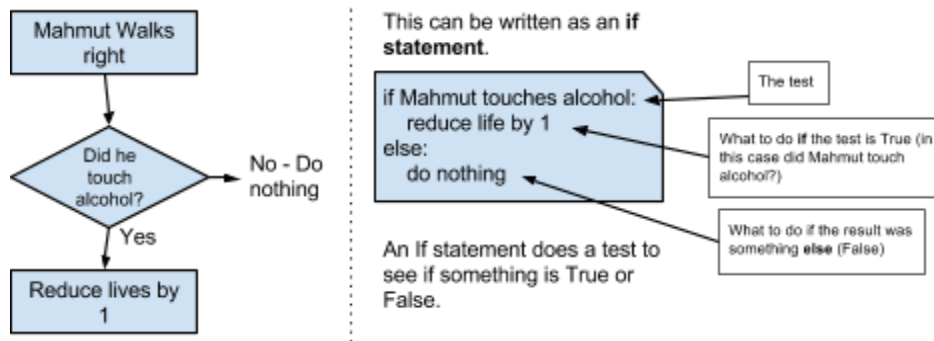 Mahmut Walks
right
Did he
touch
alcohol?
No - Do
nothing
Yes
Reduce lives by
1
This can be written as an if
statement.
if Mahmut touches alcohol:
reduce life by 1
else:
do nothing
The test
What to do if the test is True (in
this case did Mahmut touch
alcohol?)
What to do if the result was
something else (False)
An If statement does a test to
see if something is True or
False.